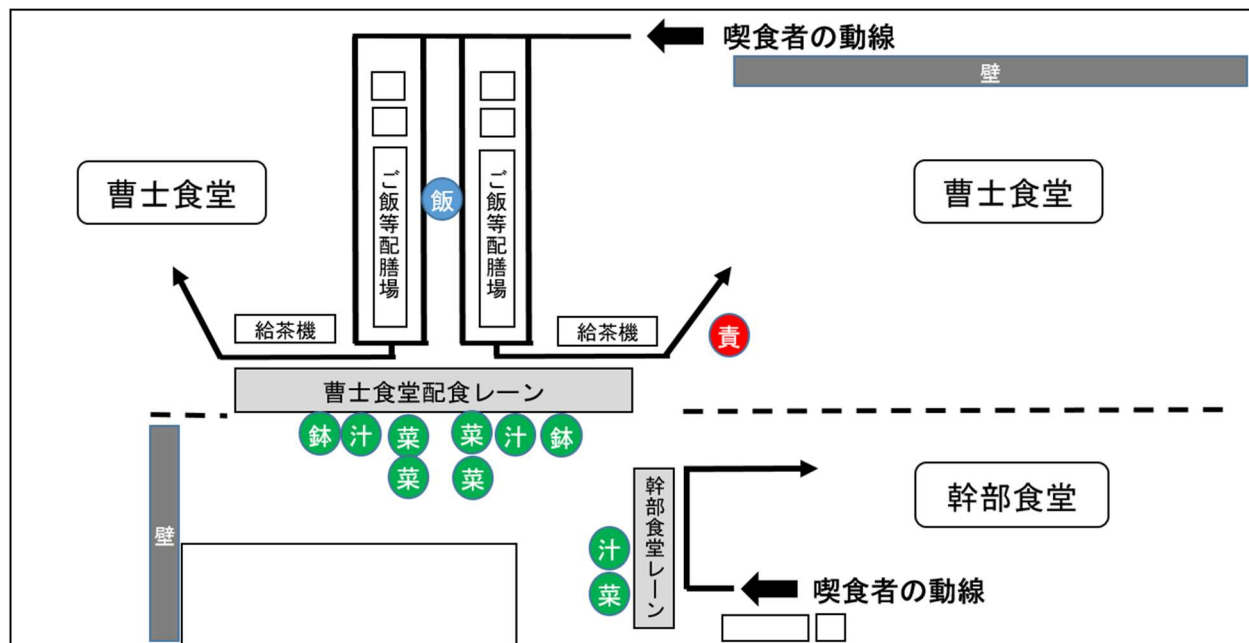 喫食者の動線
壁
曹士食堂
ご飯等配膳場
飯
ご飯等配膳場
曹士食堂
給茶機
給茶機
責
曹士食堂配食レーン
鉢 汁 菜 菜 汁 鉢
菜 菜
壁
幹部食堂レーン
幹部食堂
汁
菜
喫食者の動線